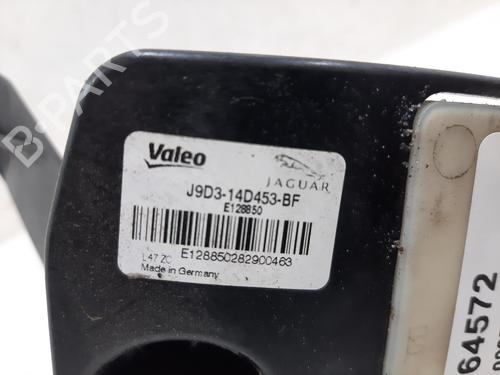 Valeo
JAGUAR
J9D3-14D453-BF
E128850
E128850282900463
L47 ZC
Made in Germany
64572
B-PARTS